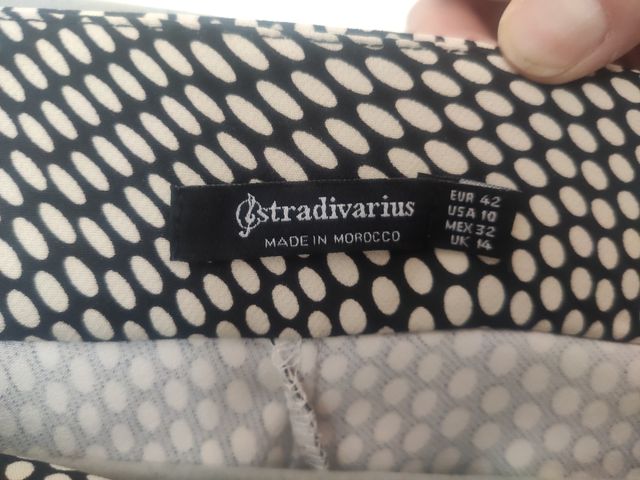 stradivarius
MADE IN MOROCCO
EUR 42
USA 10
MEX 32
UK 14